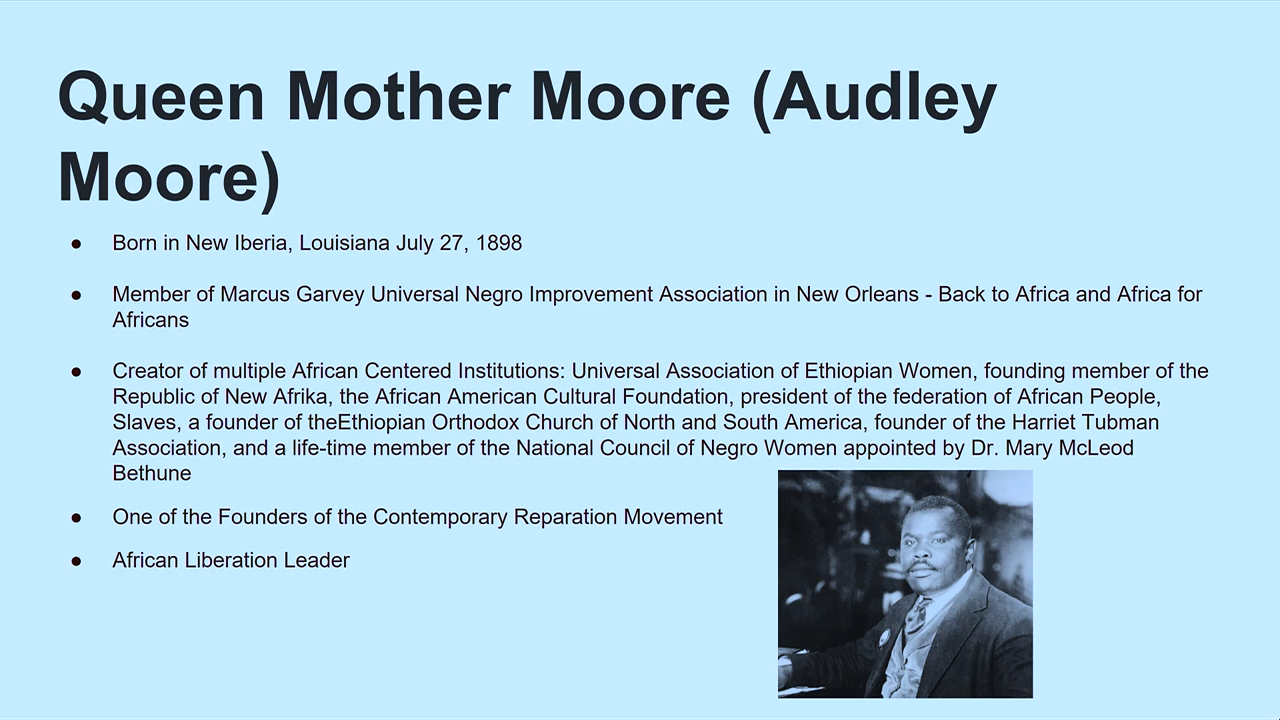 Queen Mother Moore (Audley
Moore)
● Born in New Iberia, Louisiana July 27, 1898
● Member of Marcus Garvey Universal Negro Improvement Association in New Orleans - Back to Africa and Africa for
Africans
● Creator of multiple African Centered Institutions: Universal Association of Ethiopian Women, founding member of the
Republic of New Afrika, the African American Cultural Foundation, president of the federation of African People,
Slaves, a founder of theEthiopian Orthodox Church of North and South America, founder of the Harriet Tubman
Association, and a life-time member of the National Council of Negro Women appointed by Dr. Mary McLeod
Bethune
● One of the Founders of the Contemporary Reparation Movement
● African Liberation Leader